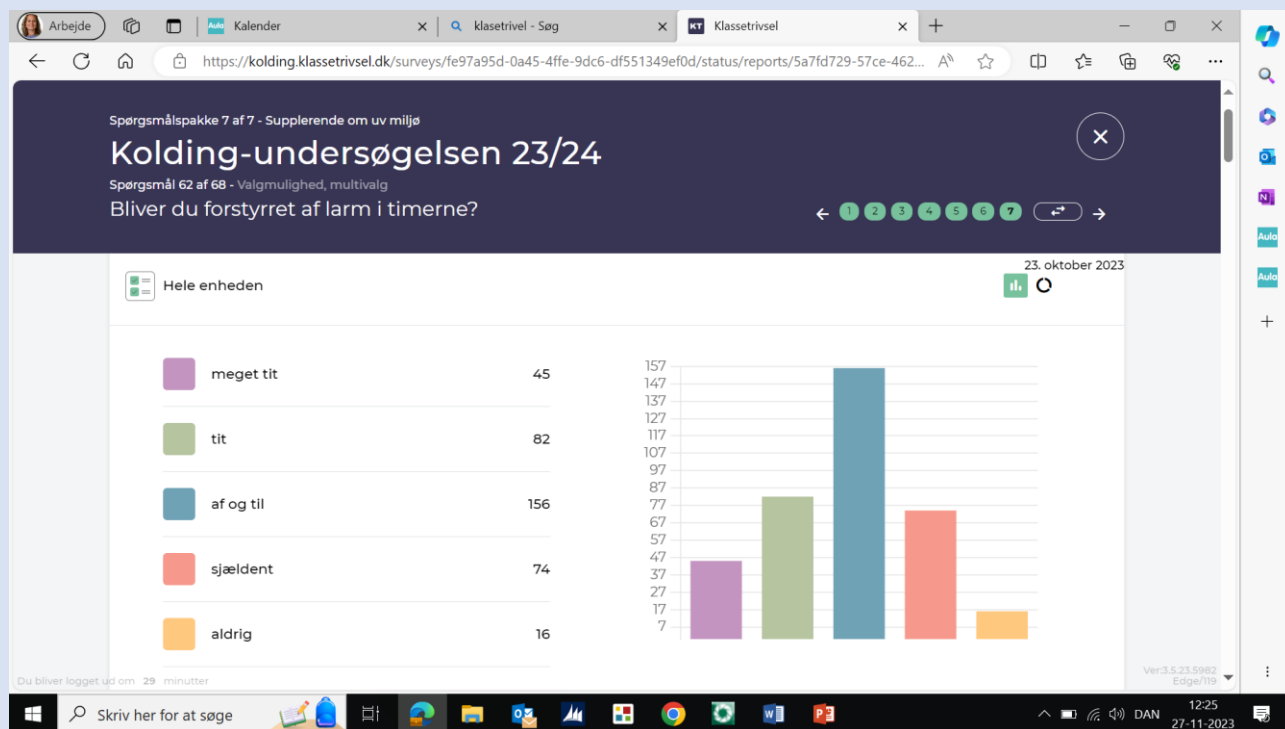 Arbejde
Aula
Kalender
klasetrivel - Søg
KT
Klassetrivsel
https://kolding.klassetrivsel.dk/surveys/fe97a95d-0a45-4ffe-9dc6-df551349ef0d/status/reports/5a7fd729-57ce-462...
Spørgsmålspakke 7 af 7 - Supplerende om uv miljø
Kolding-undersøgelsen 23/24
Spørgsmål 62 af 68 - Valgmulighed, multivalg
Bliver du forstyrret af larm i timerne?
1 2 3 4 5 6 7
23. oktober 2023
Hele enheden
meget tit 45
tit 82
af og til 156
sjældent 74
aldrig 16
157
147
137
127
117
107
97
87
77
67
57
47
37
27
17
7
Du bliver logget ud om 29 minutter
Ver:3.5.23.5982
Edge/119
Aula
Aula
Skriv her for at søge
DAN
12:25
27-11-2023